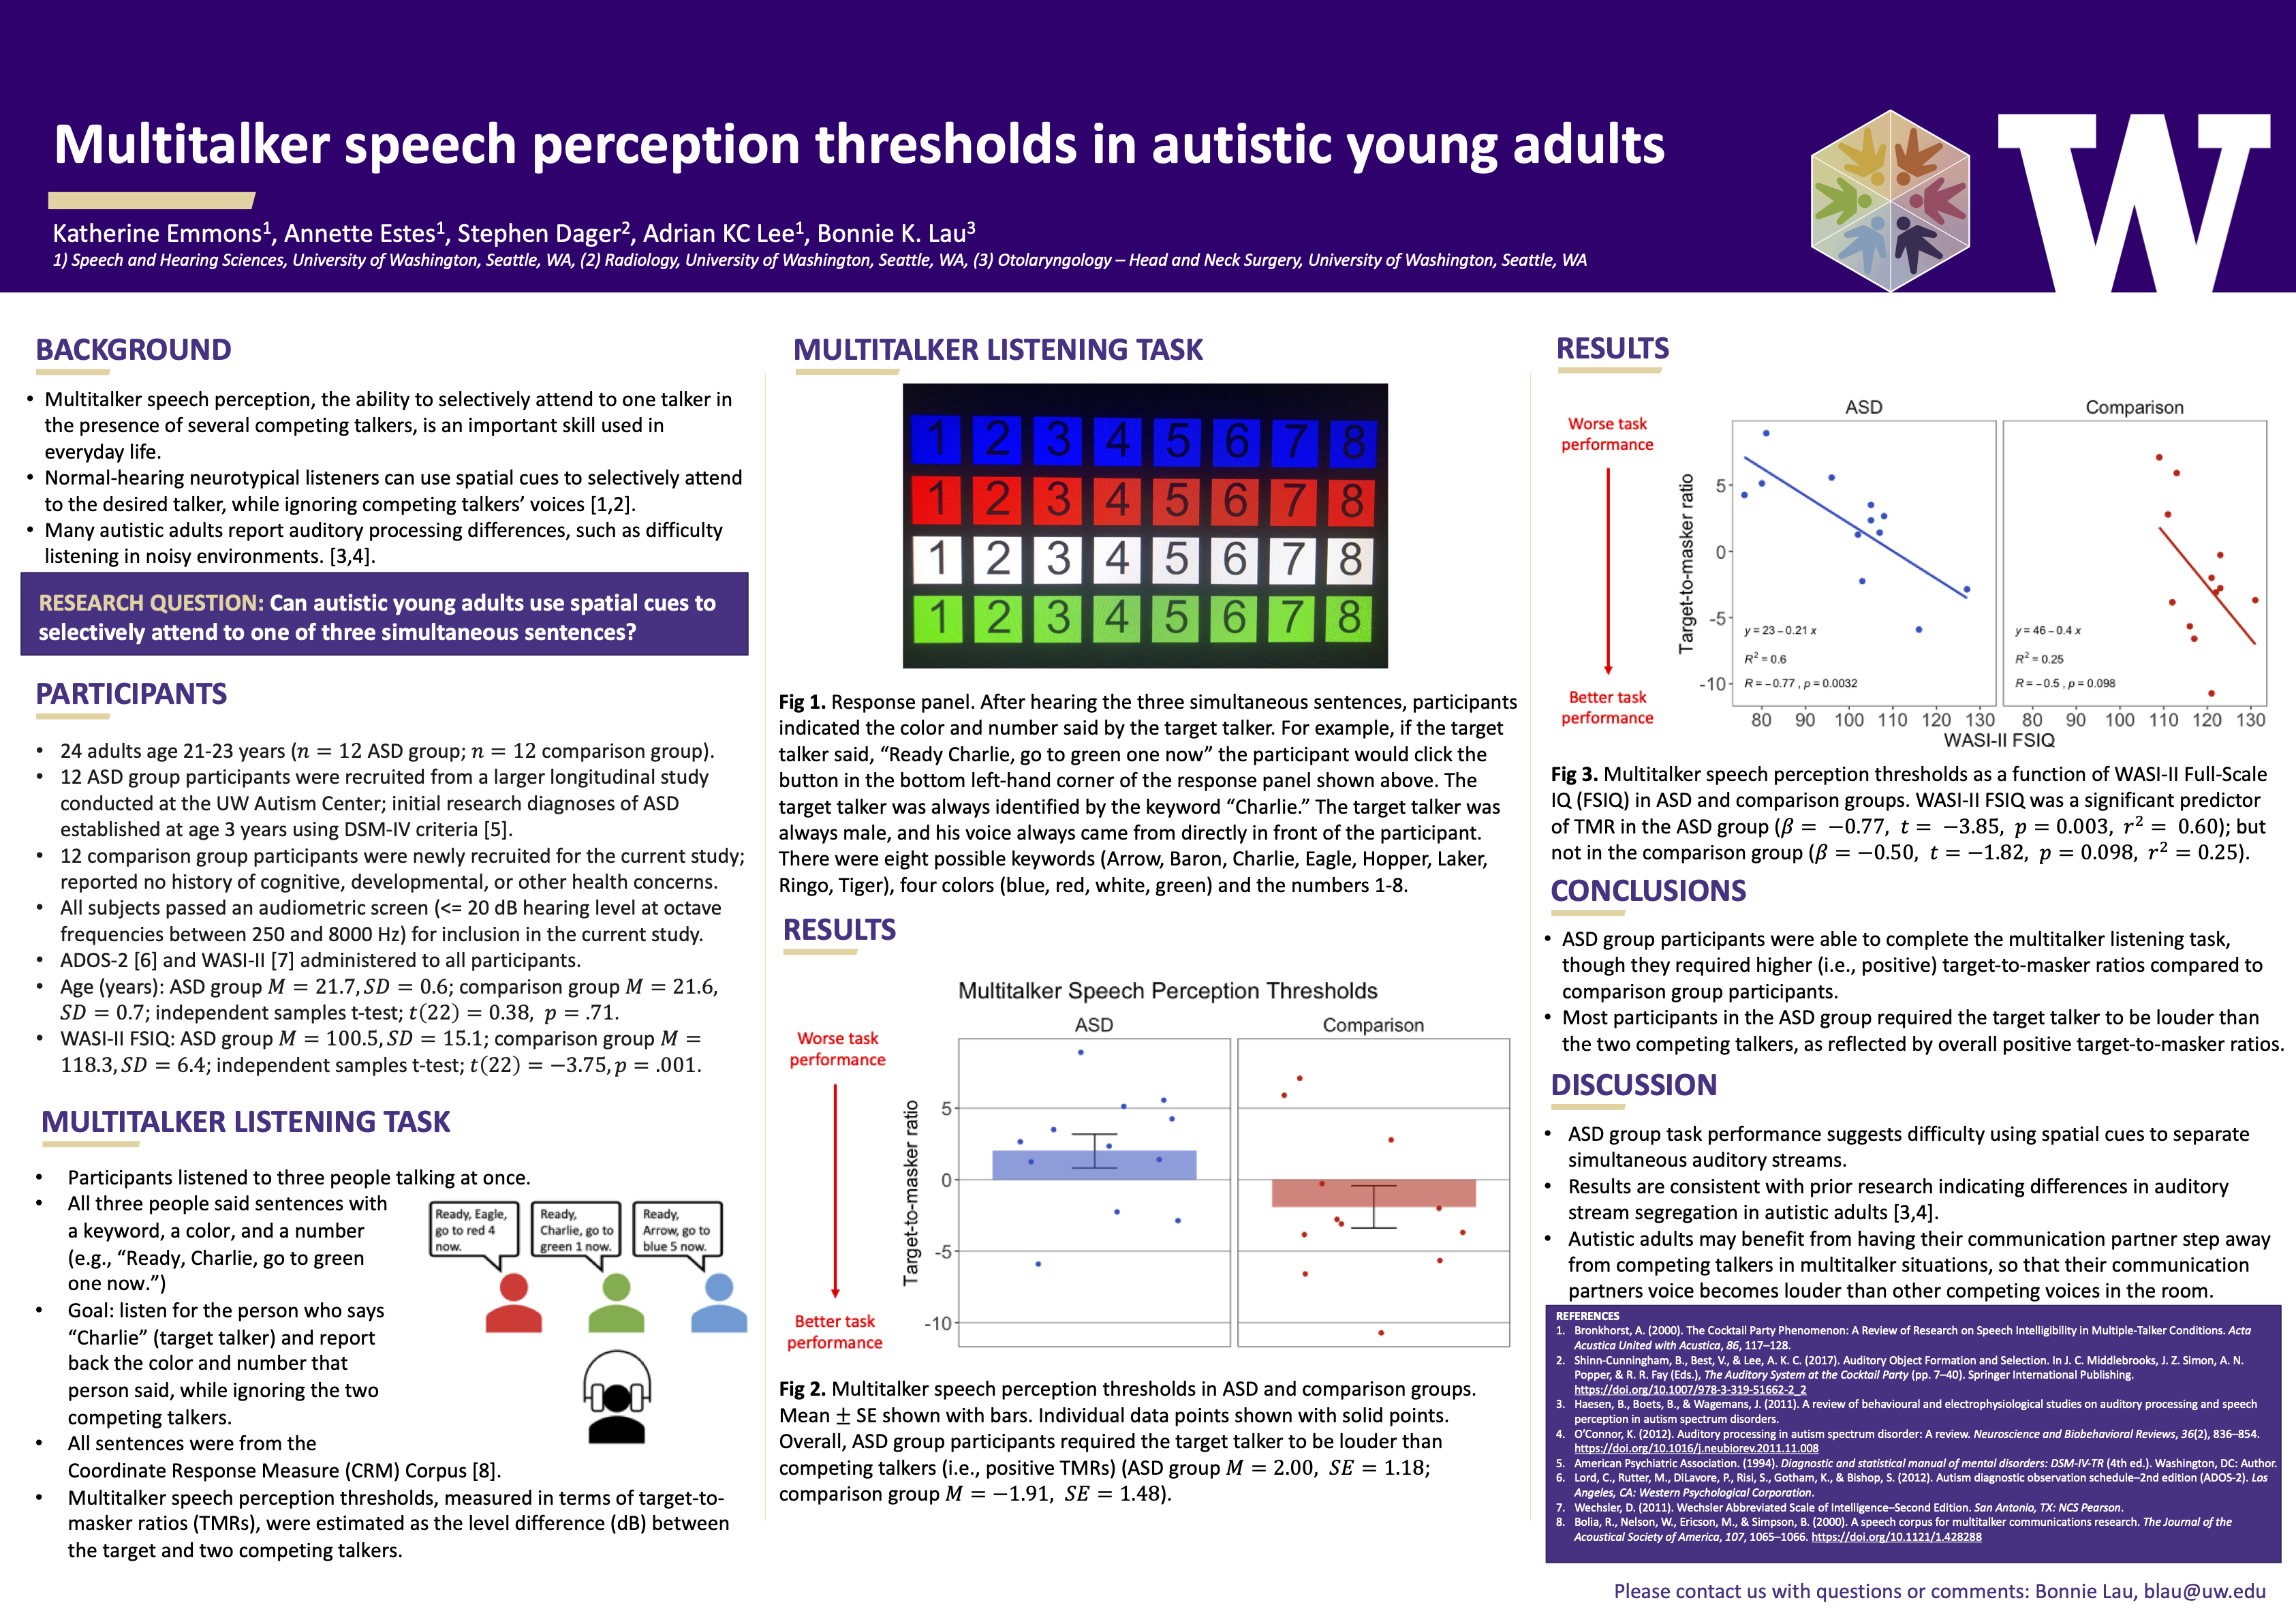 Multitalker speech perception thresholds in autistic young adults
Katherine Emmons1, Annette Estes1, Stephen Dager2, Adrian KC Lee1, Bonnie K. Lau3
1) Speech and Hearing Sciences, University of Washington, Seattle, WA, (2) Radiology, University of Washington, Seattle, WA, (3) Otolaryngology – Head and Neck Surgery, University of Washington, Seattle, WA
W
BACKGROUND
• Multitalker speech perception, the ability to selectively attend to one talker in
the presence of several competing talkers, is an important skill used in
everyday life.
• Normal-hearing neurotypical listeners can use spatial cues to selectively attend
to the desired talker, while ignoring competing talkers’ voices [1,2].
• Many autistic adults report auditory processing differences, such as difficulty
listening in noisy environments. [3,4].
RESEARCH QUESTION: Can autistic young adults use spatial cues to
selectively attend to one of three simultaneous sentences?
PARTICIPANTS
• 24 adults age 21-23 years (n = 12 ASD group; n = 12 comparison group).
• 12 ASD group participants were recruited from a larger longitudinal study
conducted at the UW Autism Center; initial research diagnoses of ASD
established at age 3 years using DSM-IV criteria [5].
• 12 comparison group participants were newly recruited for the current study;
reported no history of cognitive, developmental, or other health concerns.
• All subjects passed an audiometric screen (<= 20 dB hearing level at octave
frequencies between 250 and 8000 Hz) for inclusion in the current study.
• ADOS-2 [6] and WASI-II [7] administered to all participants.
• Age (years): ASD group M = 21.7, SD = 0.6; comparison group M = 21.6,
SD = 0.7; independent samples t-test; t(22) = 0.38, p = .71.
• WASI-II FSIQ: ASD group M = 100.5, SD = 15.1; comparison group M =
118.3, SD = 6.4; independent samples t-test; t(22) = −3.75, p = .001.
MULTITALKER LISTENING TASK
• Participants listened to three people talking at once.
• All three people said sentences with
a keyword, a color, and a number
(e.g., “Ready, Charlie, go to green
one now.”)
• Goal: listen for the person who says
“Charlie” (target talker) and report
back the color and number that
person said, while ignoring the two
competing talkers.
• All sentences were from the
Coordinate Response Measure (CRM) Corpus [8].
• Multitalker speech perception thresholds, measured in terms of target-to-
masker ratios (TMRs), were estimated as the level difference (dB) between
the target and two competing talkers.
Ready, Eagle,
go to red 4
now.
Ready,
Charlie, go to
green 1 now.
Ready,
Arrow, go to
blue 5 now.
MULTITALKER LISTENING TASK
1 2 3 4 5 6 7 8
1 2 3 4 5 6 7 8
1 2 3 4 5 6 7 8
1 2 3 4 5 6 7 8
Fig 1. Response panel. After hearing the three simultaneous sentences, participants
indicated the color and number said by the target talker. For example, if the target
talker said, “Ready Charlie, go to green one now” the participant would click the
button in the bottom left-hand corner of the response panel shown above. The
target talker was always identified by the keyword “Charlie.” The target talker was
always male, and his voice always came from directly in front of the participant.
There were eight possible keywords (Arrow, Baron, Charlie, Eagle, Hopper, Laker,
Ringo, Tiger), four colors (blue, red, white, green) and the numbers 1-8.
RESULTS
Multitalker Speech Perception Thresholds
ASD Comparison
Worse task
performance
Better task
performance
Target-to-masker ratio
5
0
-5
-10
Fig 2. Multitalker speech perception thresholds in ASD and comparison groups.
Mean ± SE shown with bars. Individual data points shown with solid points.
Overall, ASD group participants required the target talker to be louder than
competing talkers (i.e., positive TMRs) (ASD group M = 2.00, SE = 1.18;
comparison group M = −1.91, SE = 1.48).
RESULTS
ASD Comparison
Worse task
performance
Better task
performance
Target-to-masker ratio
5
0
-5
-10
y = 23 – 0.21 x
R2 = 0.6
R = – 0.77 , p = 0.0032
y = 46 – 0.4 x
R2 = 0.25
R = – 0.5 , p = 0.098
80 90 100 110 120 130 80 90 100 110 120 130
WASI-II FSIQ
Fig 3. Multitalker speech perception thresholds as a function of WASI-II Full-Scale
IQ (FSIQ) in ASD and comparison groups. WASI-II FSIQ was a significant predictor
of TMR in the ASD group (β = −0.77, t = −3.85, p = 0.003, r2 = 0.60); but
not in the comparison group (β = −0.50, t = −1.82, p = 0.098, r2 = 0.25).
CONCLUSIONS
• ASD group participants were able to complete the multitalker listening task,
though they required higher (i.e., positive) target-to-masker ratios compared to
comparison group participants.
• Most participants in the ASD group required the target talker to be louder than
the two competing talkers, as reflected by overall positive target-to-masker ratios.
DISCUSSION
• ASD group task performance suggests difficulty using spatial cues to separate
simultaneous auditory streams.
• Results are consistent with prior research indicating differences in auditory
stream segregation in autistic adults [3,4].
• Autistic adults may benefit from having their communication partner step away
from competing talkers in multitalker situations, so that their communication
partners voice becomes louder than other competing voices in the room.
REFERENCES
1. Bronkhorst, A. (2000). The Cocktail Party Phenomenon: A Review of Research on Speech Intelligibility in Multiple-Talker Conditions. Acta
Acustica United with Acustica, 86, 117–128.
2. Shinn-Cunningham, B., Best, V., & Lee, A. K. C. (2017). Auditory Object Formation and Selection. In J. C. Middlebrooks, J. Z. Simon, A. N.
Popper, & R. R. Fay (Eds.), The Auditory System at the Cocktail Party (pp. 7–40). Springer International Publishing.
https://doi.org/10.1007/978-3-319-51662-2_2
3. Haesen, B., Boets, B., & Wagemans, J. (2011). A review of behavioural and electrophysiological studies on auditory processing and speech
perception in autism spectrum disorders.
4. O’Connor, K. (2012). Auditory processing in autism spectrum disorder: A review. Neuroscience and Biobehavioral Reviews, 36(2), 836–854.
https://doi.org/10.1016/j.neubiorev.2011.11.008
5. American Psychiatric Association. (1994). Diagnostic and statistical manual of mental disorders: DSM-IV-TR (4th ed.). Washington, DC: Author.
6. Lord, C., Rutter, M., DiLavore, P., Risi, S., Gotham, K., & Bishop, S. (2012). Autism diagnostic observation schedule–2nd edition (ADOS-2). Los
Angeles, CA: Western Psychological Corporation.
7. Wechsler, D. (2011). Wechsler Abbreviated Scale of Intelligence–Second Edition. San Antonio, TX: NCS Pearson.
8. Bolia, R., Nelson, W., Ericson, M., & Simpson, B. (2000). A speech corpus for multitalker communications research. The Journal of the
Acoustical Society of America, 107, 1065–1066. https://doi.org/10.1121/1.428288
Please contact us with questions or comments: Bonnie Lau, blau@uw.edu